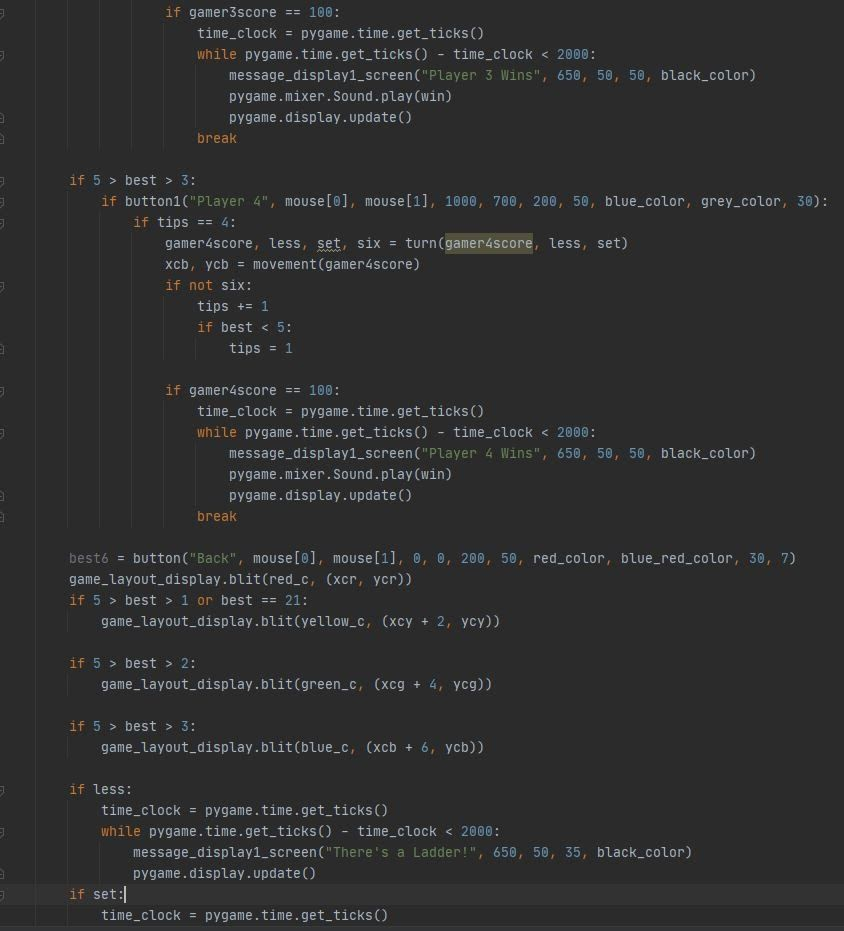 if gamer3score == 100:
time_clock = pygame.time.get_ticks()
while pygame.time.get_ticks() - time_clock < 2000:
message_display1_screen("Player 3 Wins", 650, 50, 50, black_color)
pygame.mixer.Sound.play(win)
pygame.display.update()
break
if 5 > best > 3:
if button1("Player 4", mouse[0], mouse[1], 1000, 700, 200, 50, blue_color, grey_color, 30):
if tips == 4:
gamer4score, less, set, six = turn(gamer4score, less, set)
xcb, ycb = movement(gamer4score)
if not six:
tips += 1
if best < 5:
tips = 1
if gamer4score == 100:
time_clock = pygame.time.get_ticks()
while pygame.time.get_ticks() - time_clock < 2000:
message_display1_screen("Player 4 Wins", 650, 50, 50, black_color)
pygame.mixer.Sound.play(win)
pygame.display.update()
break
best6 = button("Back", mouse[0], mouse[1], 0, 0, 200, 50, red_color, blue_red_color, 30, 7)
game_layout_display.blit(red_c, (xcr, ycr))
if 5 > best > 1 or best == 21:
game_layout_display.blit(yellow_c, (xcy + 2, ycy))
if 5 > best > 2:
game_layout_display.blit(green_c, (xcg + 4, ycg))
if 5 > best > 3:
game_layout_display.blit(blue_c, (xcb + 6, ycb))
if less:
time_clock = pygame.time.get_ticks()
while pygame.time.get_ticks() - time_clock < 2000:
message_display1_screen("There's a Ladder!", 650, 50, 35, black_color)
pygame.display.update()
if set:
time_clock = pygame.time.get_ticks()